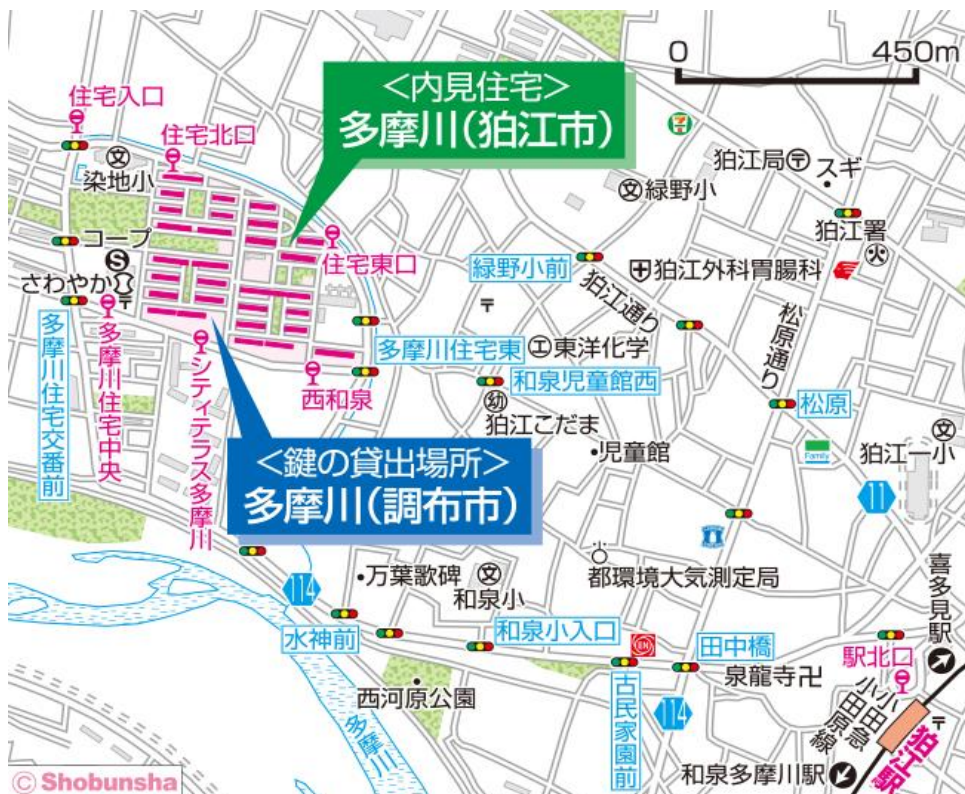 0 450m
<内見住宅>
多摩川(狛江市)
住宅入口
住宅北口
染地小
文
コープ
S
さわやか
〒
住宅東口
多摩川住宅交番前
多摩川住宅中央
シティテラス多摩川
西和泉
多摩川住宅東
<鍵の貸出場所>
多摩川(調布市)
7
狛江局〒
スギ
文緑野小
緑野小前
狛江外科胃腸科
狛江署
火
狛江通り
松原通り
〒
工東洋化学
和泉児童館西
幼
狛江こだま
児童館
松原
Family
文
狛江一小
11
都環境大気測定局
万葉歌碑
文
和泉小
114
水神前
和泉小入口
田中橋
泉龍寺卍
喜多見駅
駅北口
西河原公園
多摩川
古民家園前
114
小田急
小田原線
〒
狛江駅
和泉多摩川駅
© Shobunsha